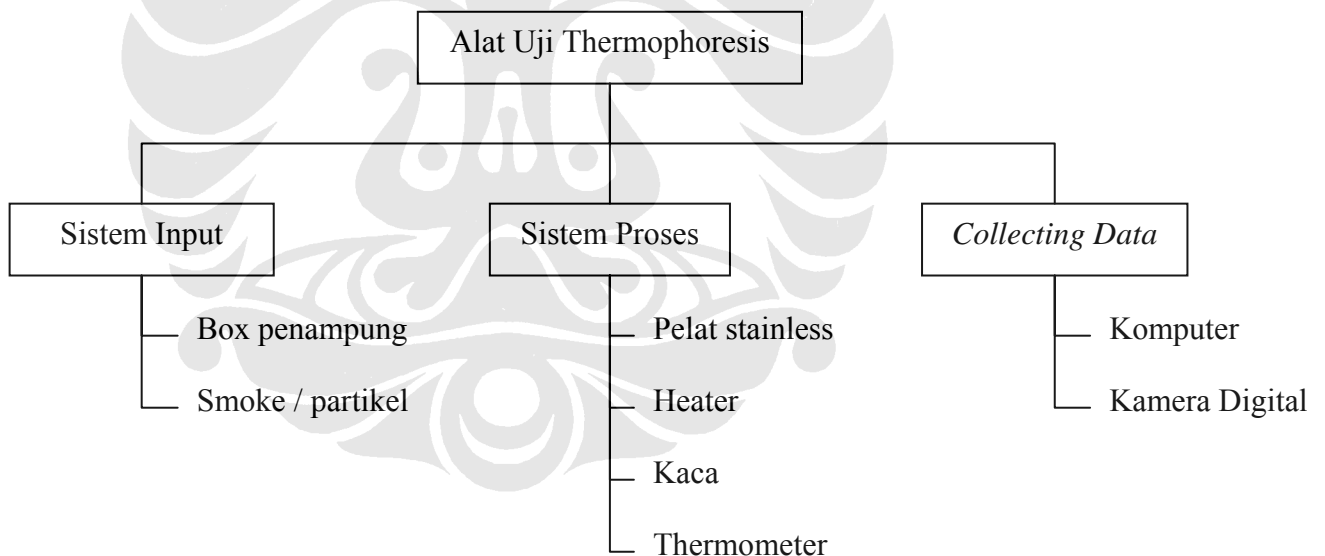 Alat Uji Thermophoresis
Sistem Input
Box penampung
Smoke / partikel
Sistem Proses
Pelat stainless
Heater
Kaca
Thermometer
Collecting Data
Komputer
Kamera Digital